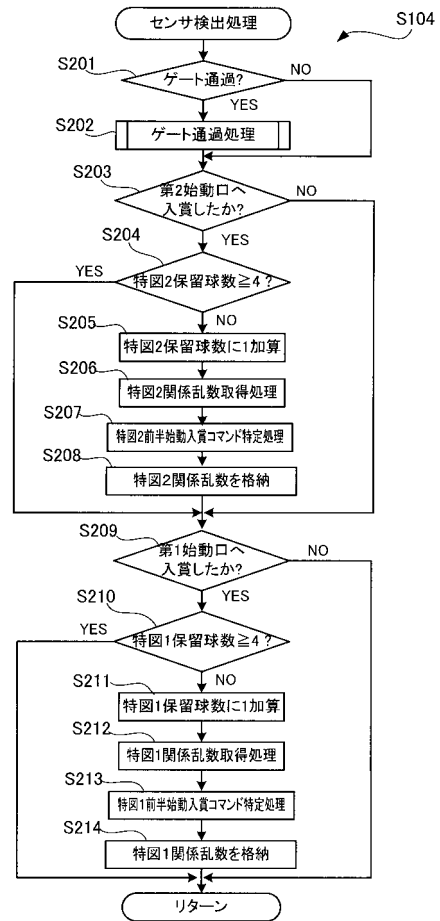 センサ検出処理
S104
S201
ゲート通過?
NO
YES
S202
ゲート通過処理
S203
第2始動口へ
入賞したか?
NO
YES
S204
YES
特図2保留球数≧4?
NO
S205
特図2保留球数に1加算
S206
特図2関係乱数取得処理
S207
特図2前半始動入賞コマンド特定処理
S208
特図2関係乱数を格納
S209
第1始動口へ
入賞したか?
NO
YES
S210
YES
特図1保留球数≧4?
NO
S211
特図1保留球数に1加算
S212
特図1関係乱数取得処理
S213
特図1前半始動入賞コマンド特定処理
S214
特図1関係乱数を格納
リターン